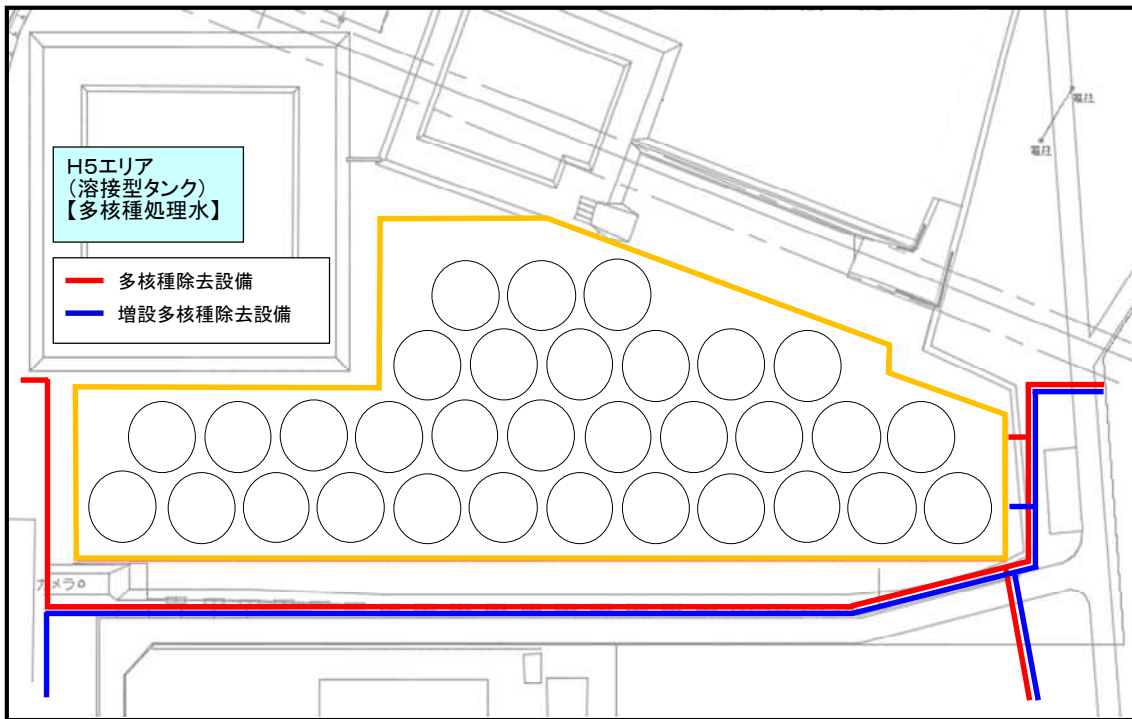 H5エリア
(溶接型タンク)
【多核種処理水】
多核種除去設備
増設多核種除去設備
電柱
電柱
カメラ